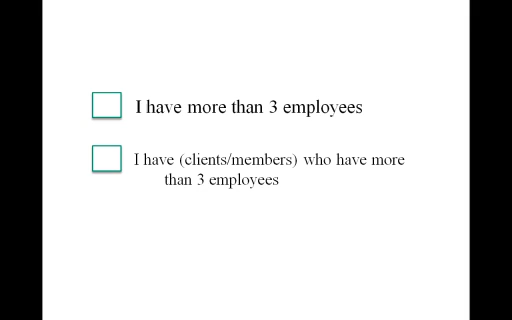 I have more than 3 employees
I have (clients/members) who have more
than 3 employees